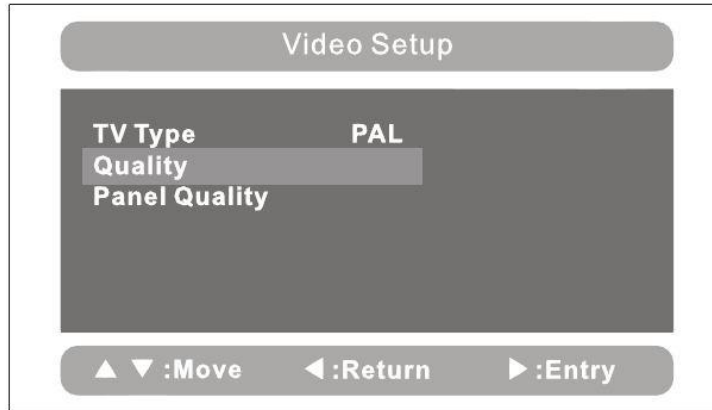 Video Setup
TV Type PAL
Quality
Panel Quality
▲ ▼ :Move ◀ :Return ▶ :Entry